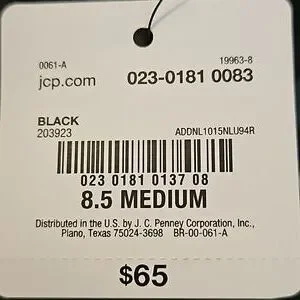 0061-A 19963-8
jcp.com 023-0181 0083
BLACK
203923 ADDNL1015NLU94R
023 0181 0137 08
8.5 MEDIUM
Distributed in the U.S. by J. C. Penney Corporation, Inc.,
Plano, Texas 75024-3698 BR-00-061-A
$65